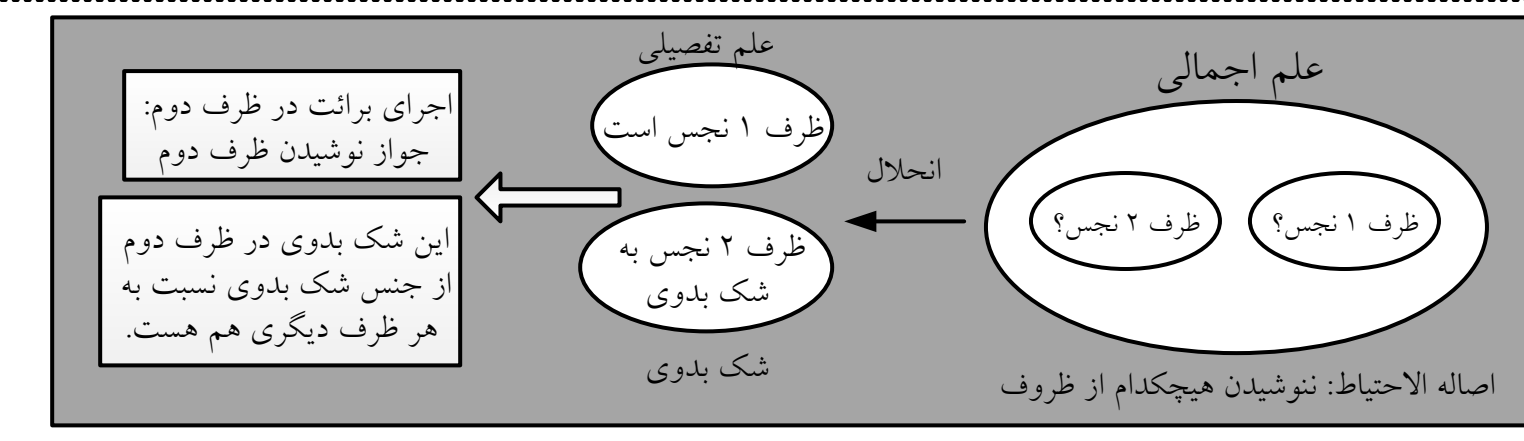 علم اجمالی
ظرف ۱ نجس؟
ظرف ۲ نجس؟
اصاله الاحتیاط: ننوشیدن هیچکدام از ظروف
انحلال
علم تفصیلی
ظرف ۱ نجس است
ظرف ۲ نجس به
شک بدوی
شک بدوی
اجرای برائت در ظرف دوم:
جواز نوشیدن ظرف دوم
این شک بدوی در ظرف دوم
از جنس شک بدوی نسبت به
هر ظرف دیگری هم هست.